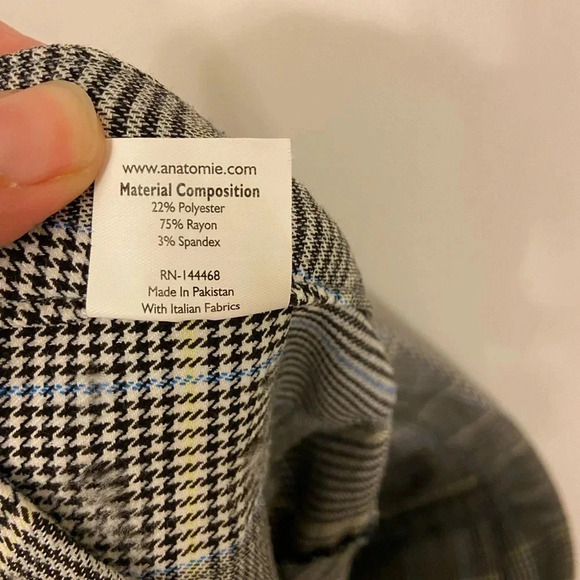 www.anatomie.com
Material Composition
22% Polyester
75% Rayon
3% Spandex
RN-144468
Made In Pakistan
With Italian Fabrics